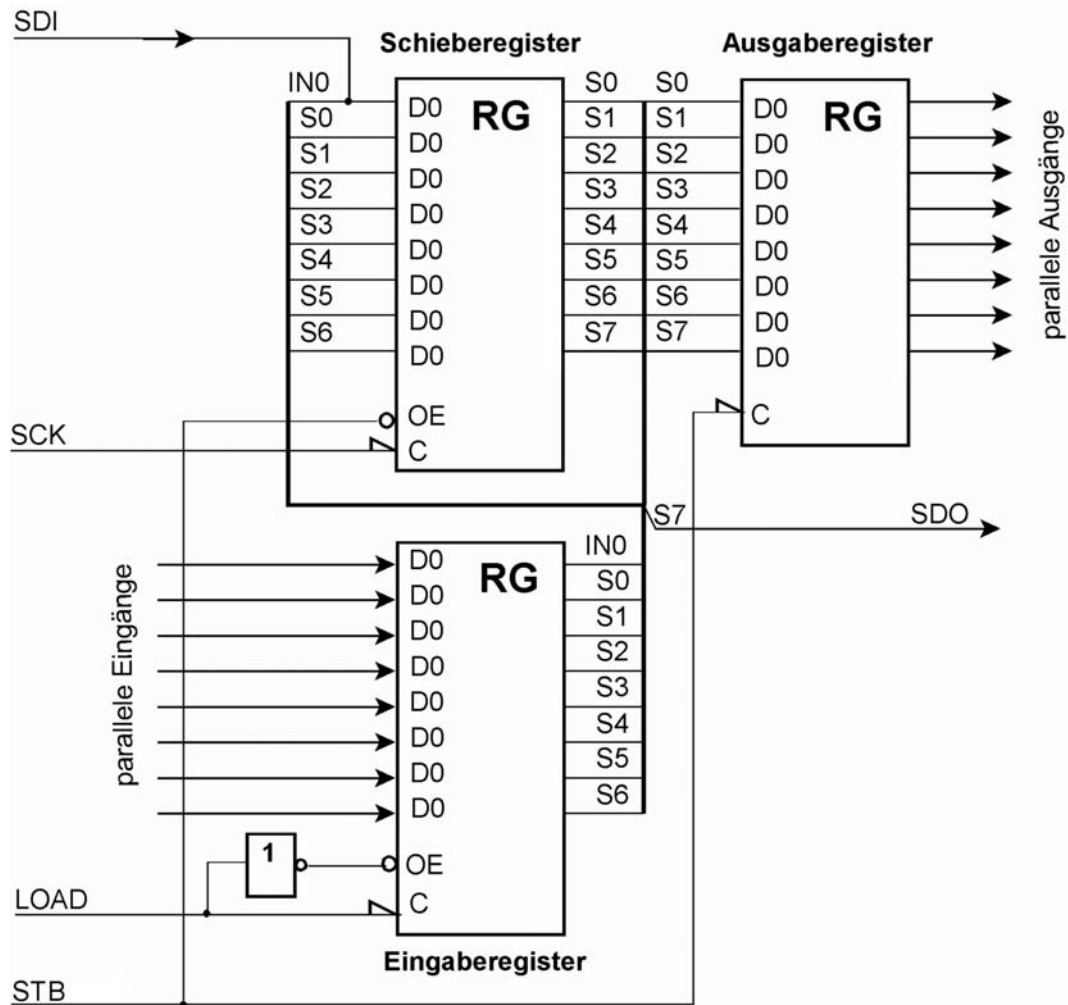 SDI
Schieberegister
Ausgaberegister
IN0
S0
S1
S2
S3
S4
S5
S6
D0
D0
D0
D0
D0
D0
D0
D0
RG
OE
C
S0
S1
S2
S3
S4
S5
S6
S7
S0
S1
S2
S3
S4
S5
S6
S7
D0
D0
D0
D0
D0
D0
D0
D0
RG
C
parallele Ausgänge
SCK
S7
SDO
parallele Eingänge
D0
D0
D0
D0
D0
D0
D0
D0
RG
OE
C
IN0
S0
S1
S2
S3
S4
S5
S6
1
LOAD
Eingaberegister
STB